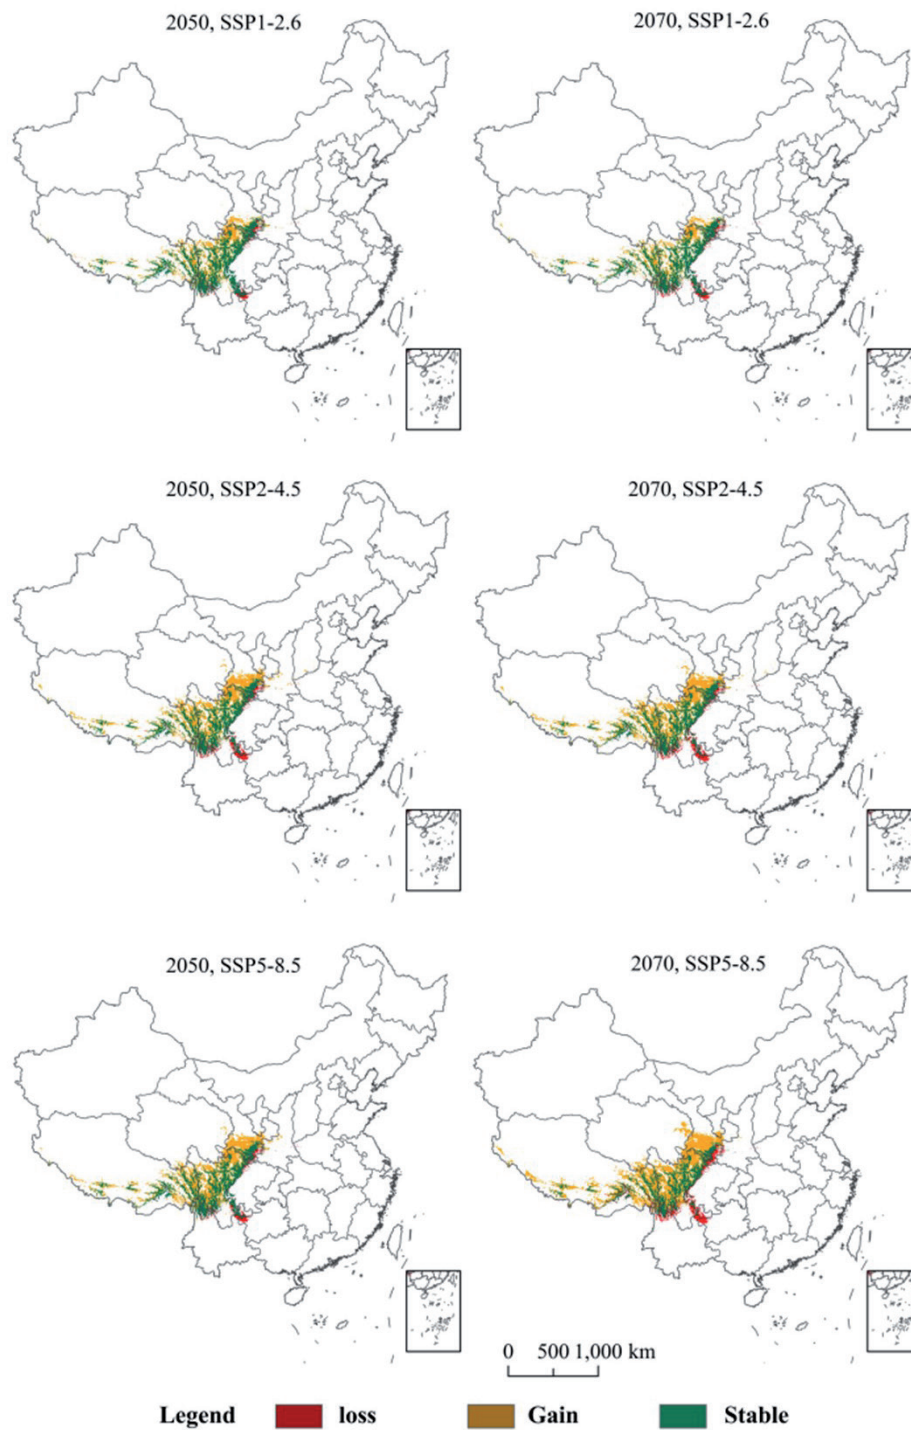 2050, SSP1-2.6
2070, SSP1-2.6
2050, SSP2-4.5
2070, SSP2-4.5
2050, SSP5-8.5
2070, SSP5-8.5
0 500 1,000 km
Legend loss Gain Stable